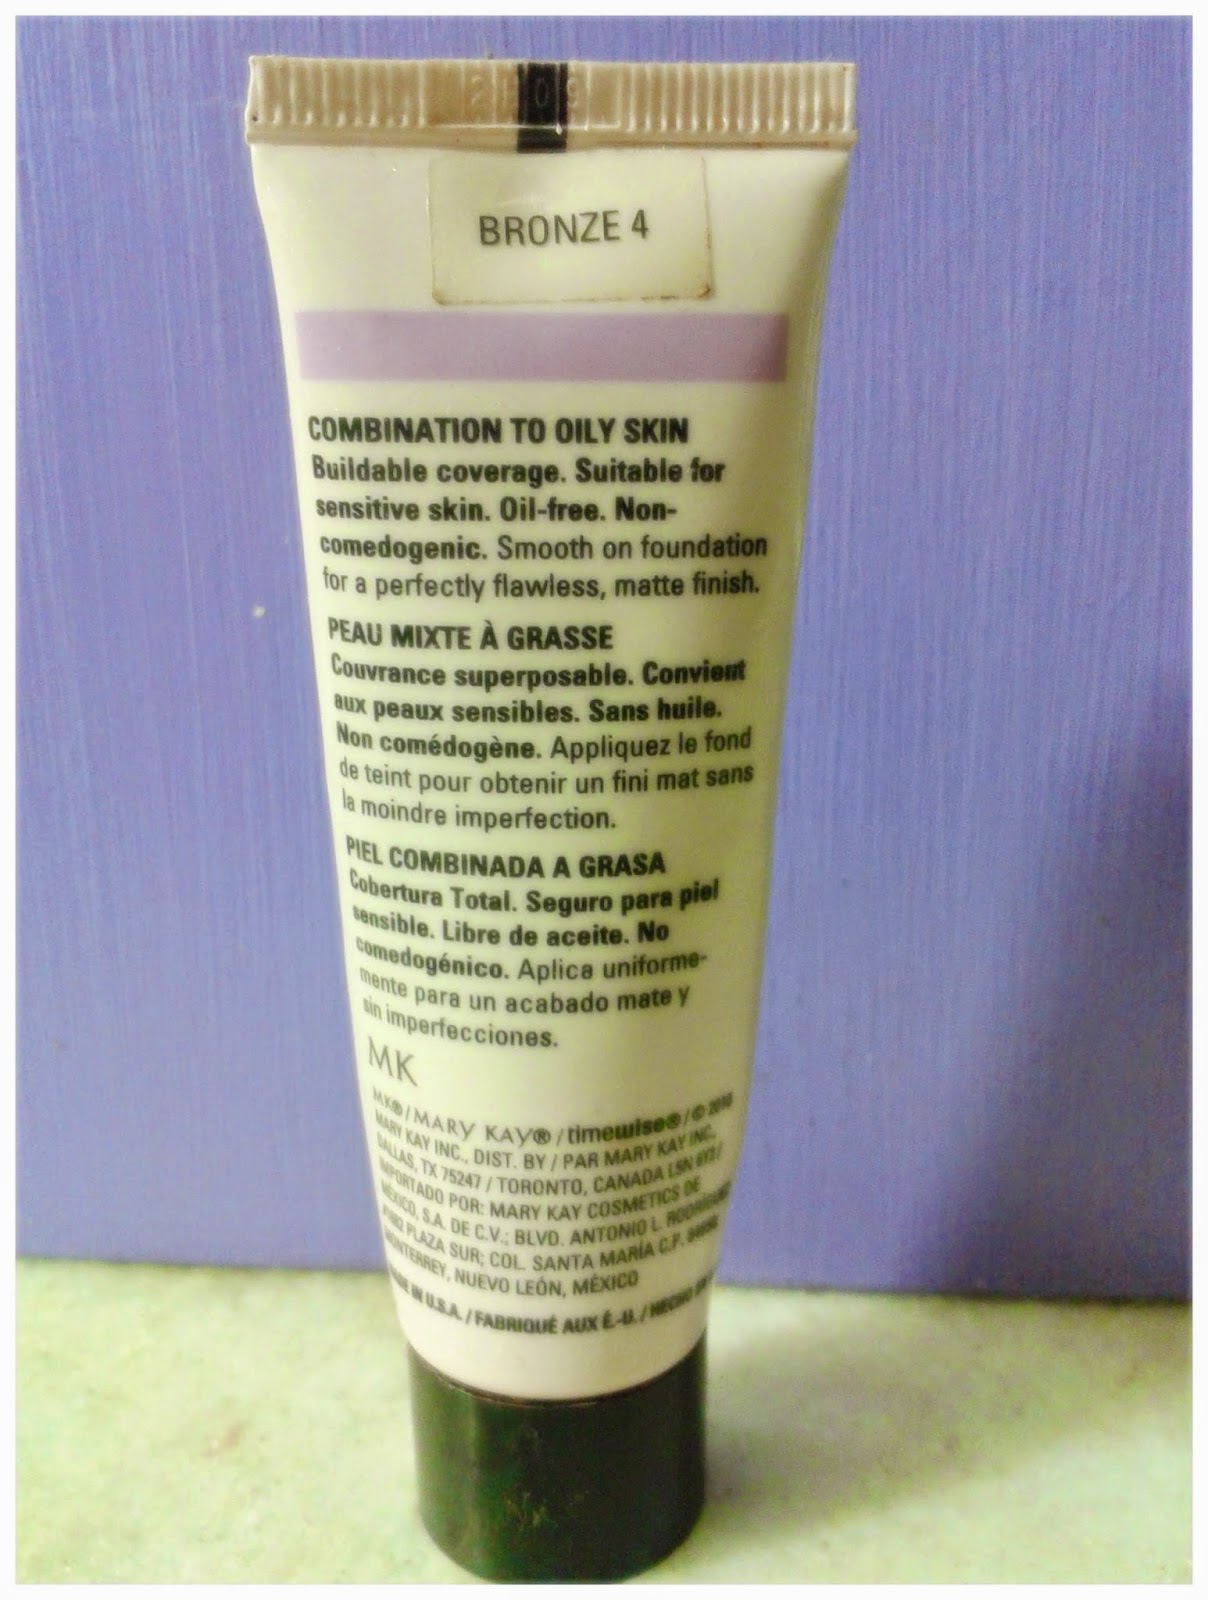 BRONZE 4
COMBINATION TO OILY SKIN
Buildable coverage. Suitable for
sensitive skin. Oil-free. Non-
comedogenic. Smooth on foundation
for a perfectly flawless, matte finish.
PEAU MIXTE À GRASSE
Couvrance superposable. Convient
aux peaux sensibles. Sans huile.
Non comédogène. Appliquez le fond
de teint pour obtenir un fini mat sans
la moindre imperfection.
PIEL COMBINADA A GRASA
Cobertura Total. Seguro para piel
sensible. Libre de aceite. No
comedogénico. Aplica uniforme-
mente para un acabado mate y
sin imperfecciones.
MK
MK® / MARY KAY® / timewise® / ©
MARY KAY INC., DIST. BY / PAR MARY KAY INC.,
DALLAS, TX 75247 / TORONTO, CANADA L5N 6Y2 /
IMPORTADO POR: MARY KAY COSMETICS DE
MÉXICO, S.A. DE C.V.; BLVD. ANTONIO L. RODRÍGUEZ
PLAZA SUR; COL. SANTA MARÍA C.P.
MONTERREY, NUEVO LEÓN, MÉXICO
MADE IN U.S.A. / FABRIQUÉ AUX É.-U. / HECHO EN